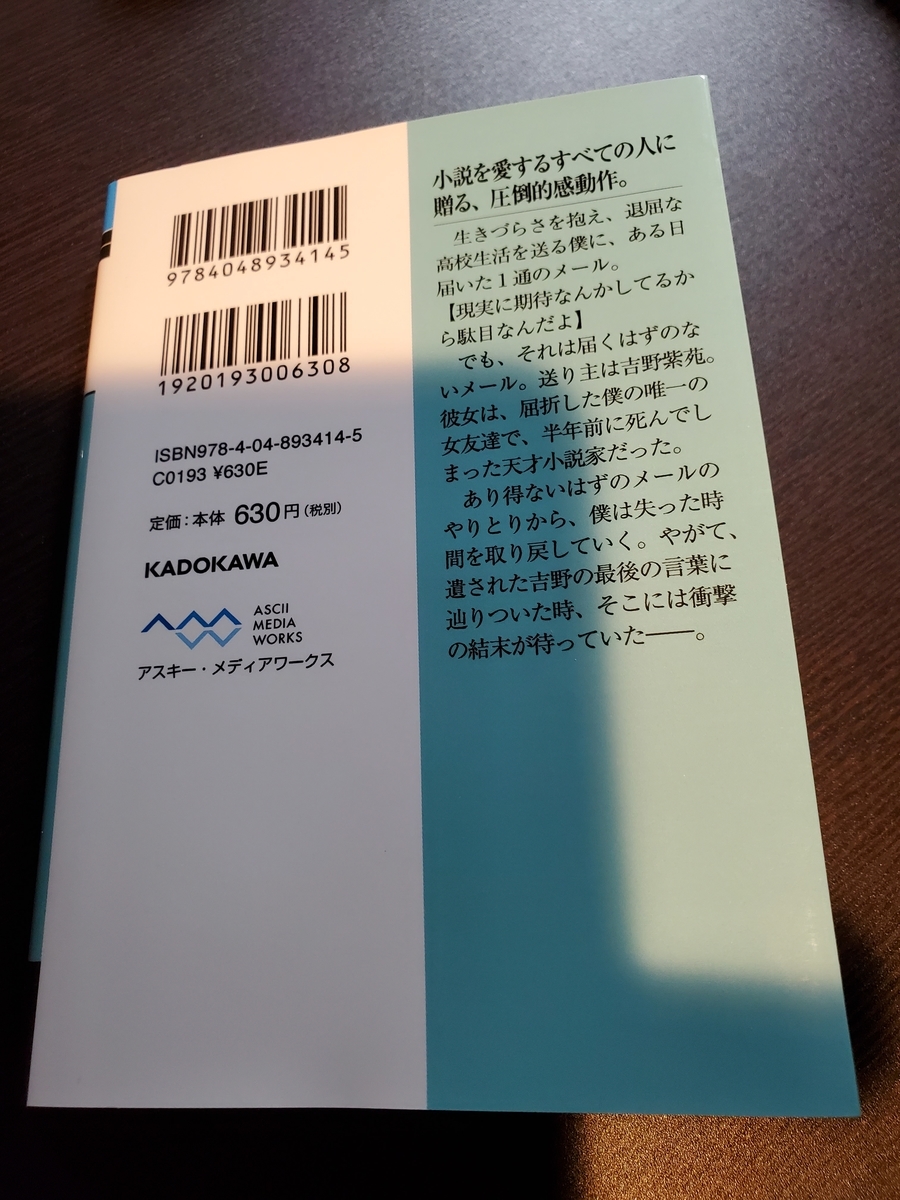 9784048934145
1920193006308
ISBN978-4-04-893414-5
C0193 ¥630E
定価:本体 630円(税別)
KADOKAWA
ASCII
MEDIA
WORKS
アスキー・メディアワークス
小説を愛するすべての人に
贈る、圧倒的感動作。
生きづらさを抱え、退屈な
高校生活を送る僕に、ある日
届いた1通のメール。
【現実に期待なんかしてるか
ら駄目なんだよ】
でも、それは届くはずのな
いメール。送り主は吉野紫苑。
彼女は、屈折した僕の唯一の
女友達で、半年前に死んでし
まった天才小説家だった。
あり得ないはずのメールの
やりとりから、僕は失った時
間を取り戻していく。やがて、
遺された吉野の最後の言葉に
辿りついた時、そこには衝撃
の結末が待っていた――。